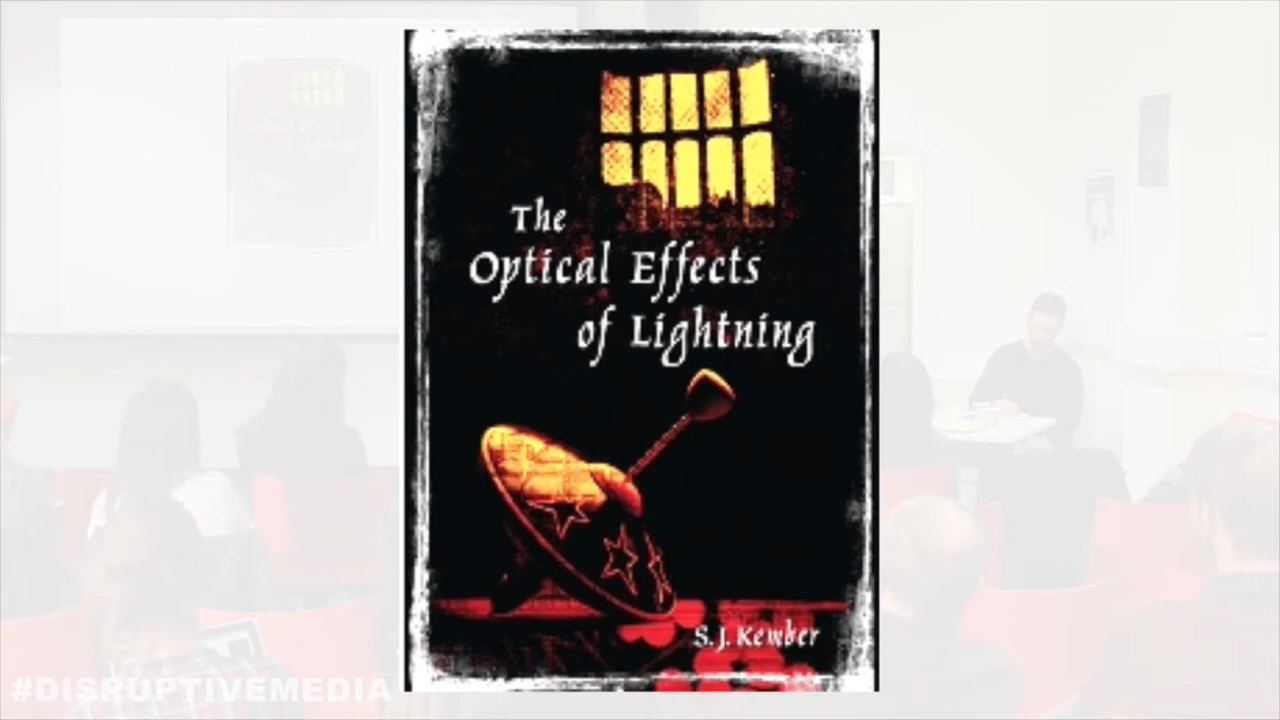 The
Optical Effects
of Lightning
S.J. Kember
#DISRUPTIVEMEDIA